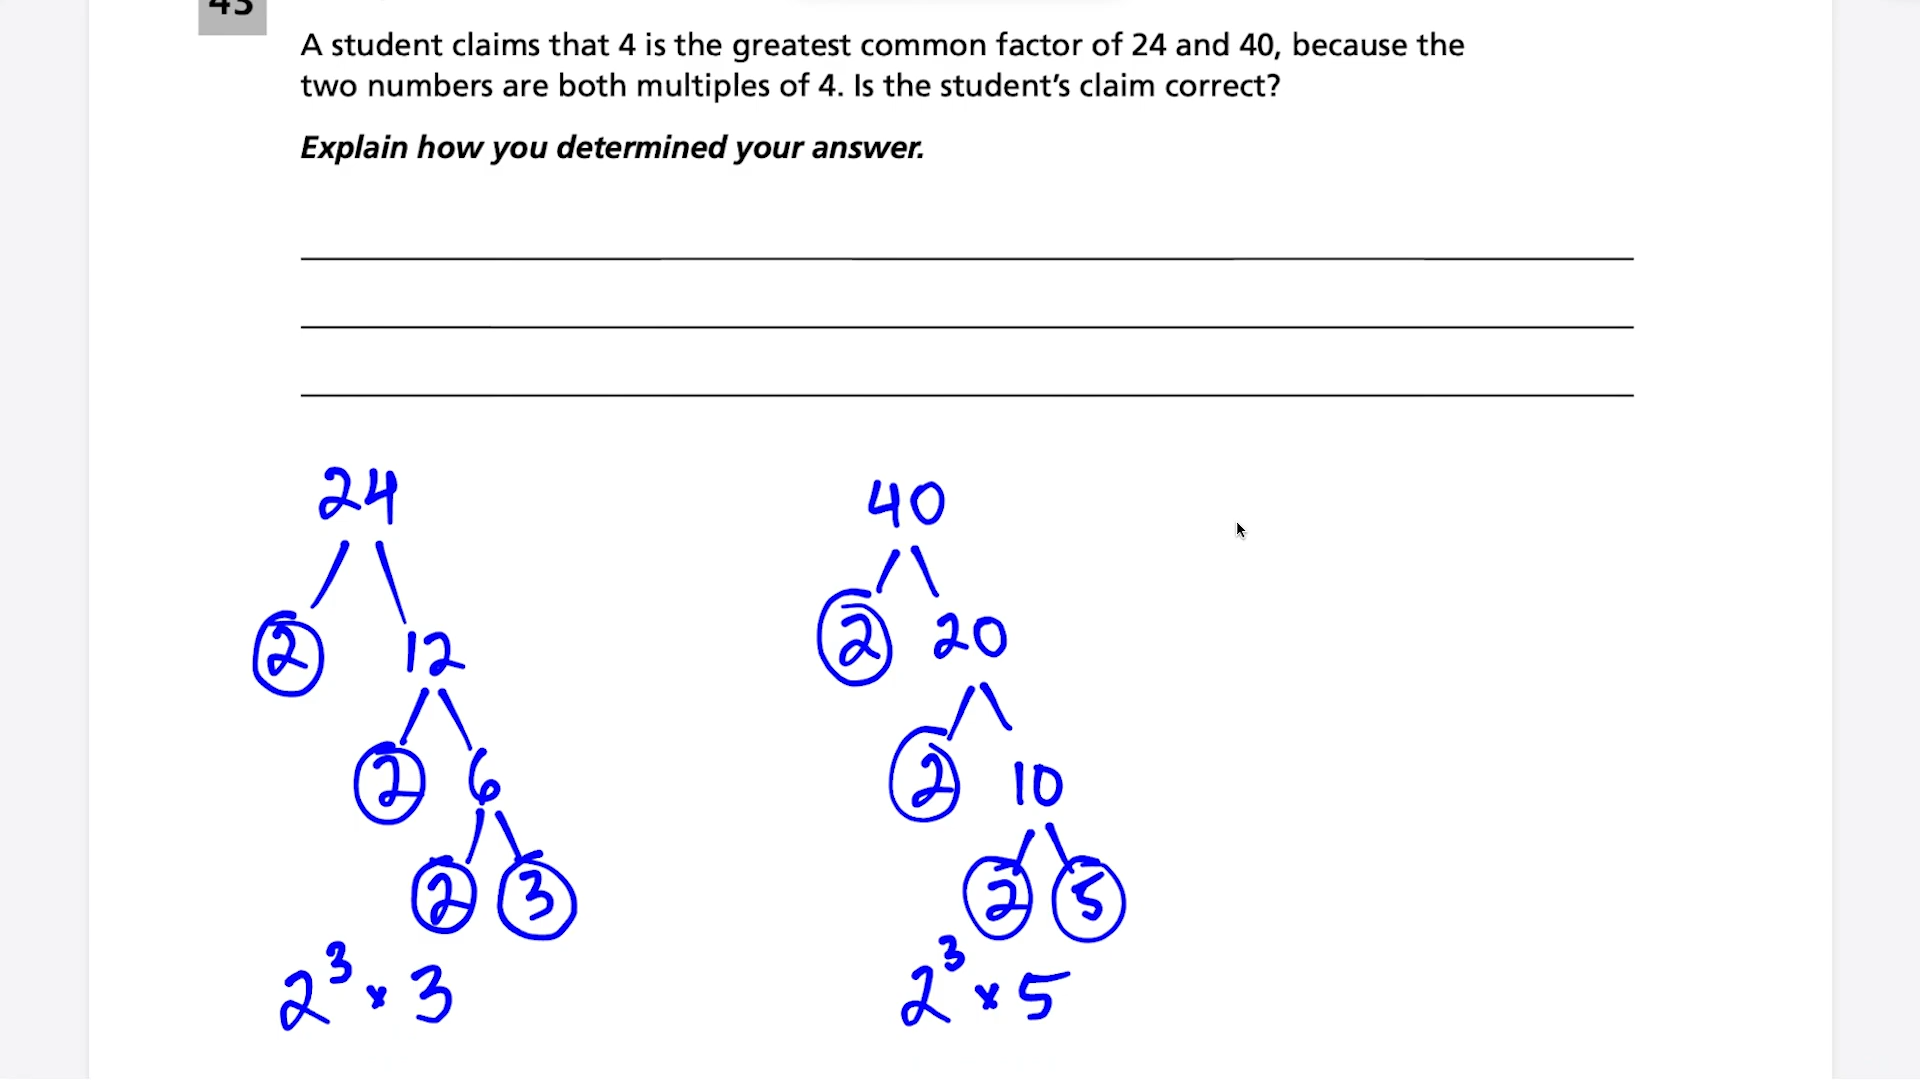 43
A student claims that 4 is the greatest common factor of 24 and 40, because the
two numbers are both multiples of 4. Is the student's claim correct?
Explain how you determined your answer.
24
40
2 12
2 20
2 6
2 10
2 3
2 5
2³ × 3
2³ × 5